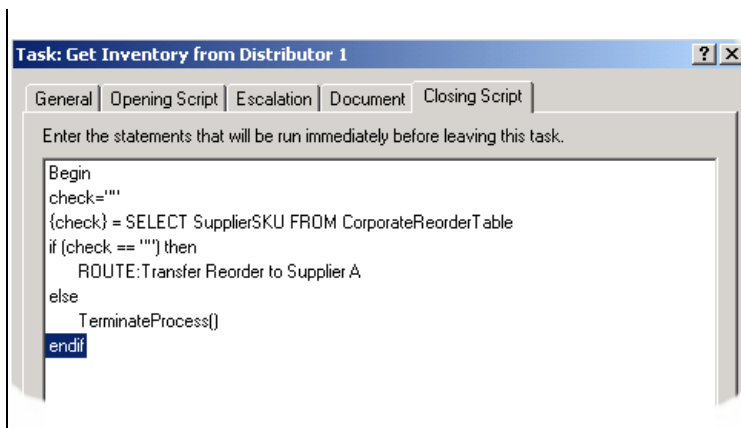 Task: Get Inventory from Distributor 1
General Opening Script Escalation Document Closing Script
Enter the statements that will be run immediately before leaving this task.
Begin
check=""
{check} = SELECT SupplierSKU FROM CorporateReorderTable
if (check == "") then
ROUTE:Transfer Reorder to Supplier A
else
TerminateProcess()
endif